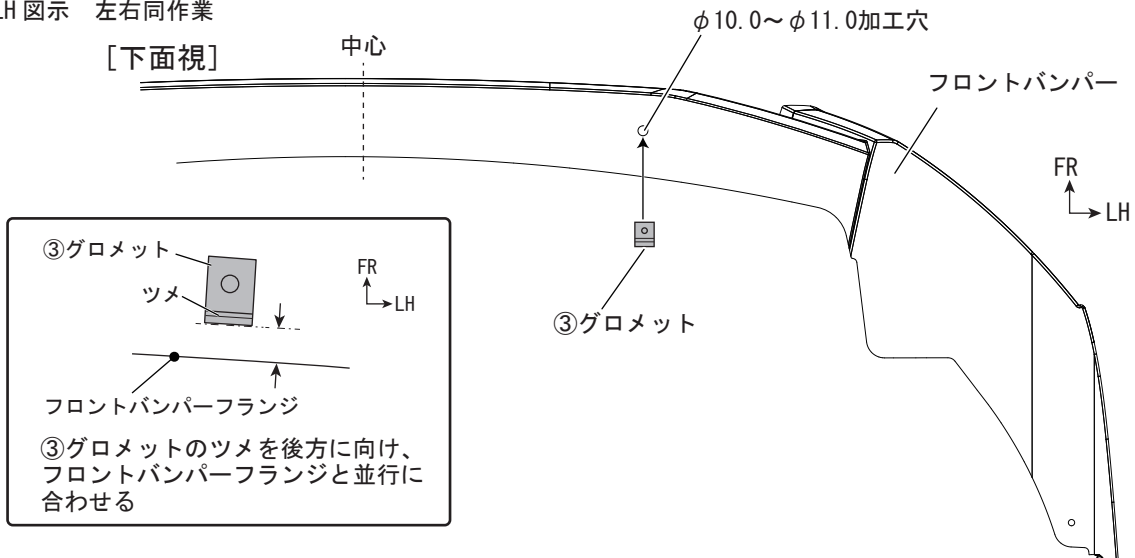 LH 図示　左右同作業
φ10.0～φ11.0加工穴
[下面視]
中心
フロントバンパー
FR
LH
③グロメット
FR
ツメ
LH
③グロメット
フロントバンパーフランジ
③グロメットのツメを後方に向け、
フロントバンパーフランジと並行に
合わせる